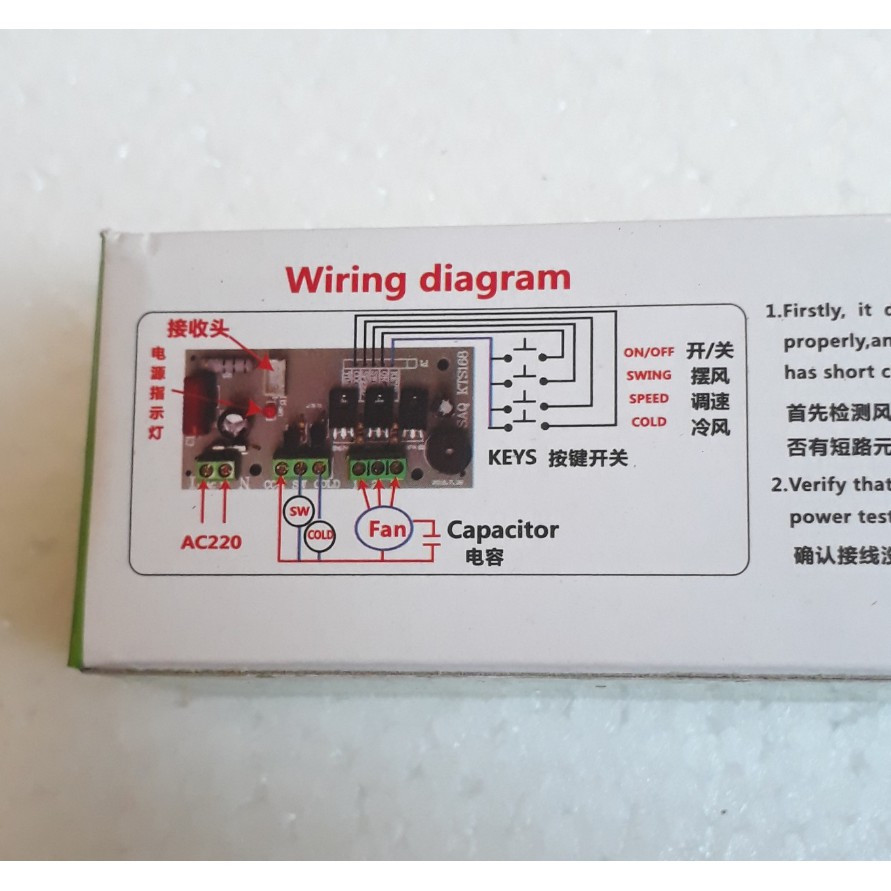 Wiring diagram
接收头
电源指示灯
SAQ KTS168
ON/OFF 开/关
SWING 摆风
SPEED 调速
COLD 冷风
KEYS 按键开关
N
COLD
SW
COLD
AC220
Fan
Capacitor
电容
1.Firstly, it
properly,an
has short c
首先检测风
否有短路元
2.Verify that
power test
确认接线